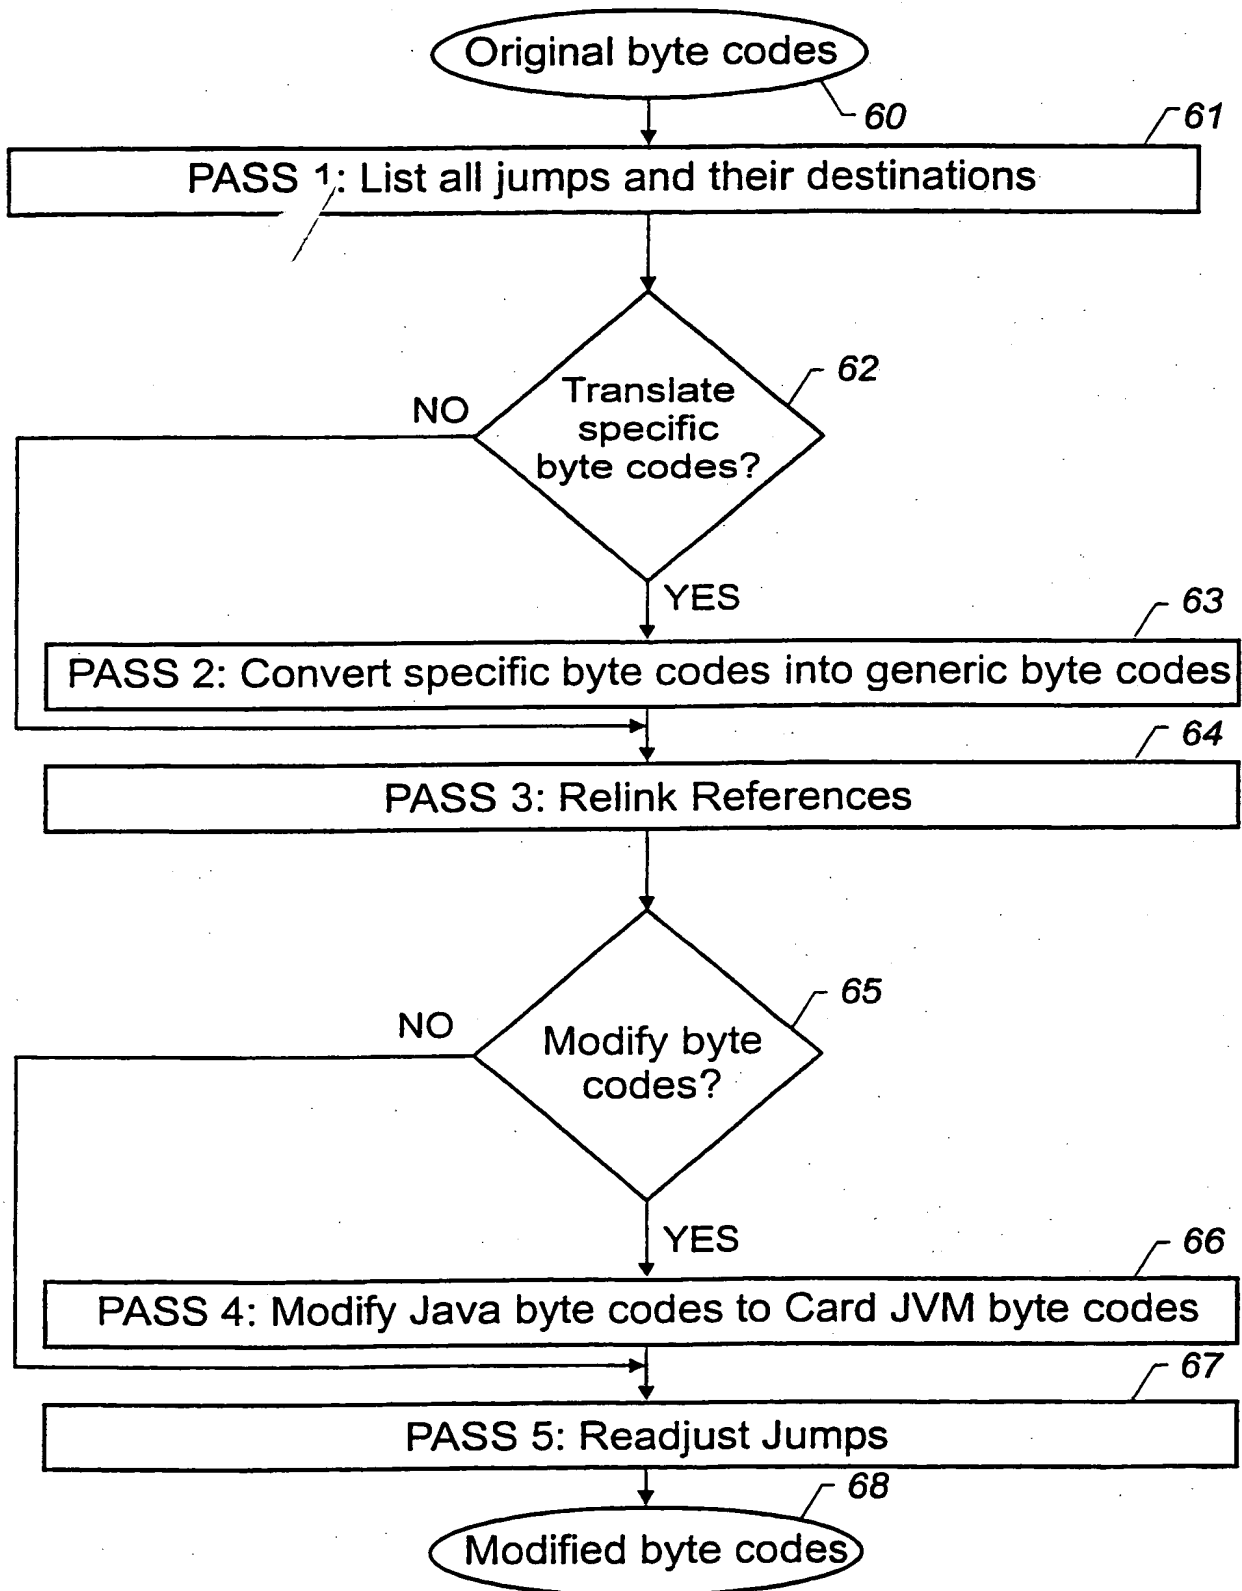 Original byte codes
60
61
PASS 1: List all jumps and their destinations
62
Translate
specific
byte codes?
NO
YES
63
PASS 2: Convert specific byte codes into generic byte codes
64
PASS 3: Relink References
65
NO
Modify byte
codes?
YES
66
PASS 4: Modify Java byte codes to Card JVM byte codes
67
PASS 5: Readjust Jumps
68
Modified byte codes